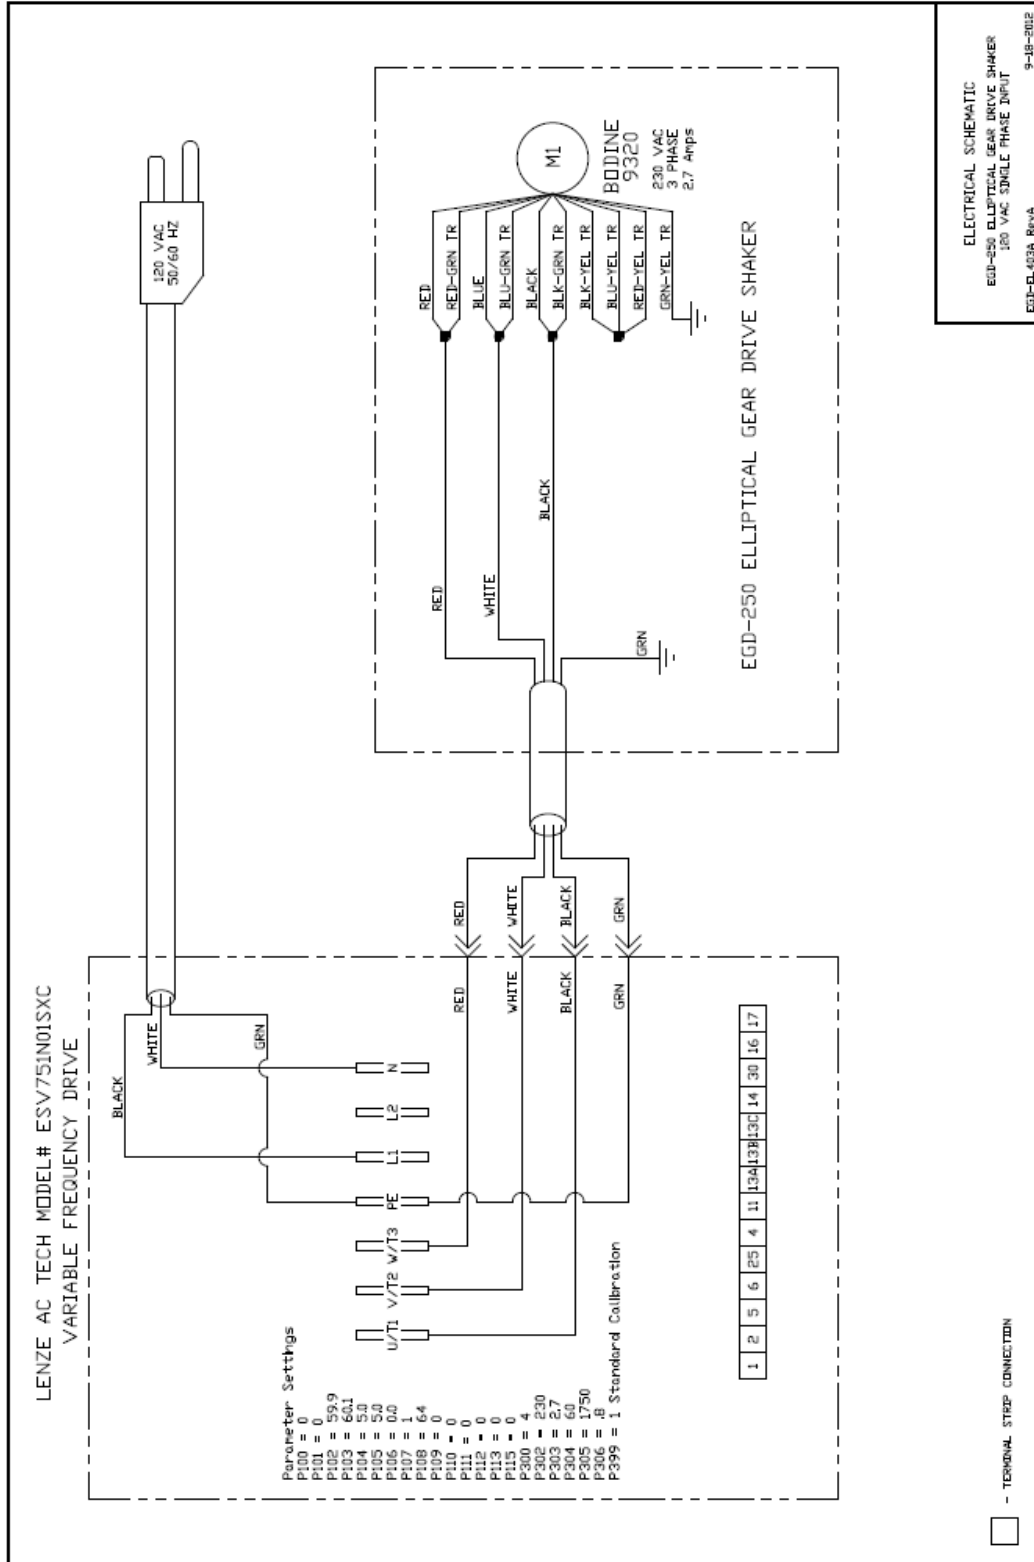 LENZE AC TECH MODEL# ESV751N01SXC
VARIABLE FREQUENCY DRIVE
120 VAC
50/60 HZ
BLACK
WHITE
GRN
N
L2
L1
PE
W/T3
V/T2
U/T1
Parameter Settings
P100 = 0
P101 = 0
P102 = 59.9
P103 = 60.1
P104 = 5.0
P105 = 5.0
P106 = 0.0
P107 = 1
P108 = 64
P109 = 0
P110 = 0
P111 = 0
P112 = 0
P113 = 0
P115 = 0
P300 = 4
P302 = 230
P303 = 2.7
P304 = 60
P305 = 1750
P306 = .8
P399 = 1 Standard Calibration
RED
WHITE
BLACK
GRN
RED
WHITE
BLACK
GRN
1 2 5 6 25 4 11 13A 13B 13C 14 30 16 17
RED
WHITE
BLACK
GRN
RED
RED-GRN TR
BLUE
BLU-GRN TR
BLACK
BLK-GRN TR
BLK-YEL TR
BLU-YEL TR
RED-YEL TR
GRN-YEL TR
M1
BODINE
9320
230 VAC
3 PHASE
2.7 Amps
EGD-250 ELLIPTICAL GEAR DRIVE SHAKER
- TERMINAL STRIP CONNECTION
ELECTRICAL SCHEMATIC
EGD-250 ELLIPTICAL GEAR DRIVE SHAKER
120 VAC SINGLE PHASE INPUT
EGD-EL403A RevA
9-18-2012